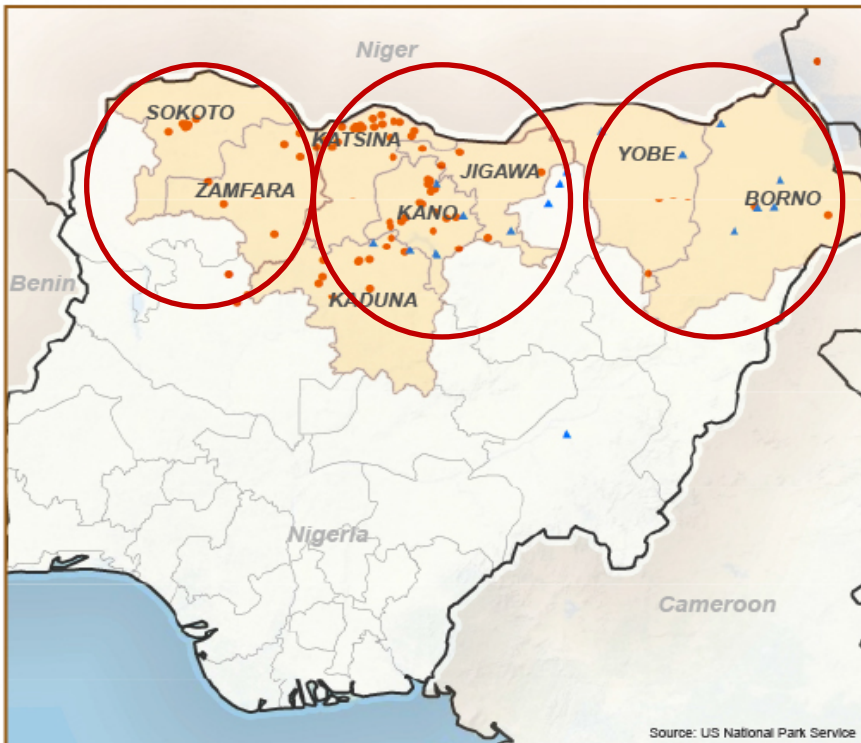 Niger
SOKOTO
KATSINA
YOBE
JIGAWA
ZAMFARA
BORNO
KANO
Benin
KADUNA
Nigeria
Cameroon
Source: US National Park Service